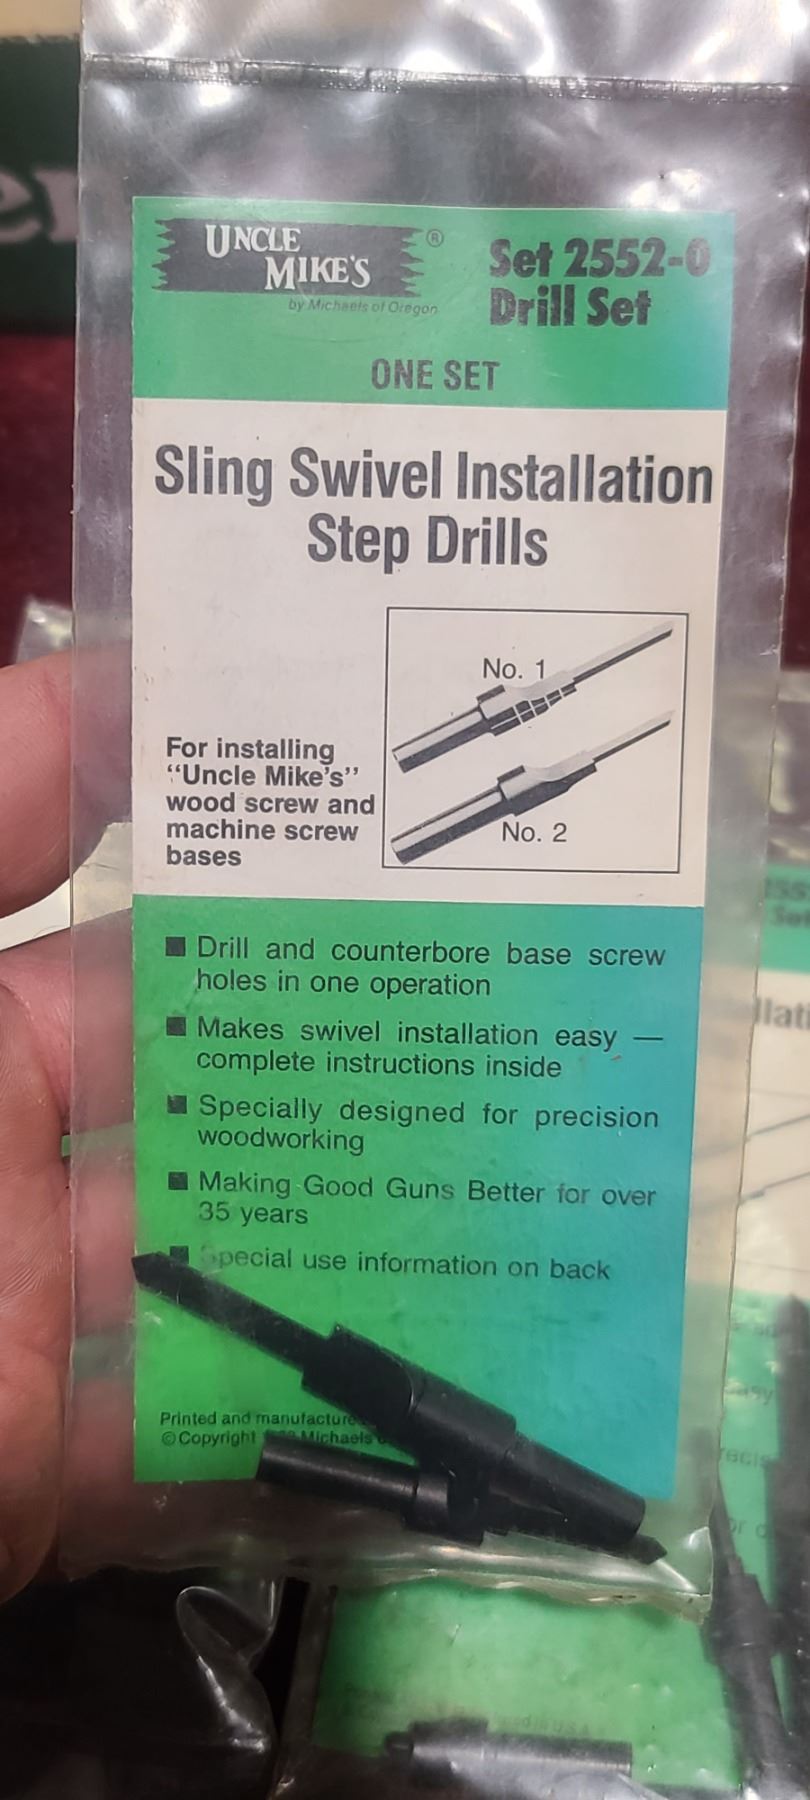 UNCLE
MIKE'S
®
by Michaels of Oregon
Set 2552-0
Drill Set
ONE SET
Sling Swivel Installation
Step Drills
No. 1
No. 2
For installing
“Uncle Mike’s”
wood screw and
machine screw
bases
■ Drill and counterbore base screw
holes in one operation
■ Makes swivel installation easy —
complete instructions inside
■ Specially designed for precision
woodworking
■ Making Good Guns Better for over
35 years
■ Special use information on back
Printed and manufacture
© Copyright Michaels